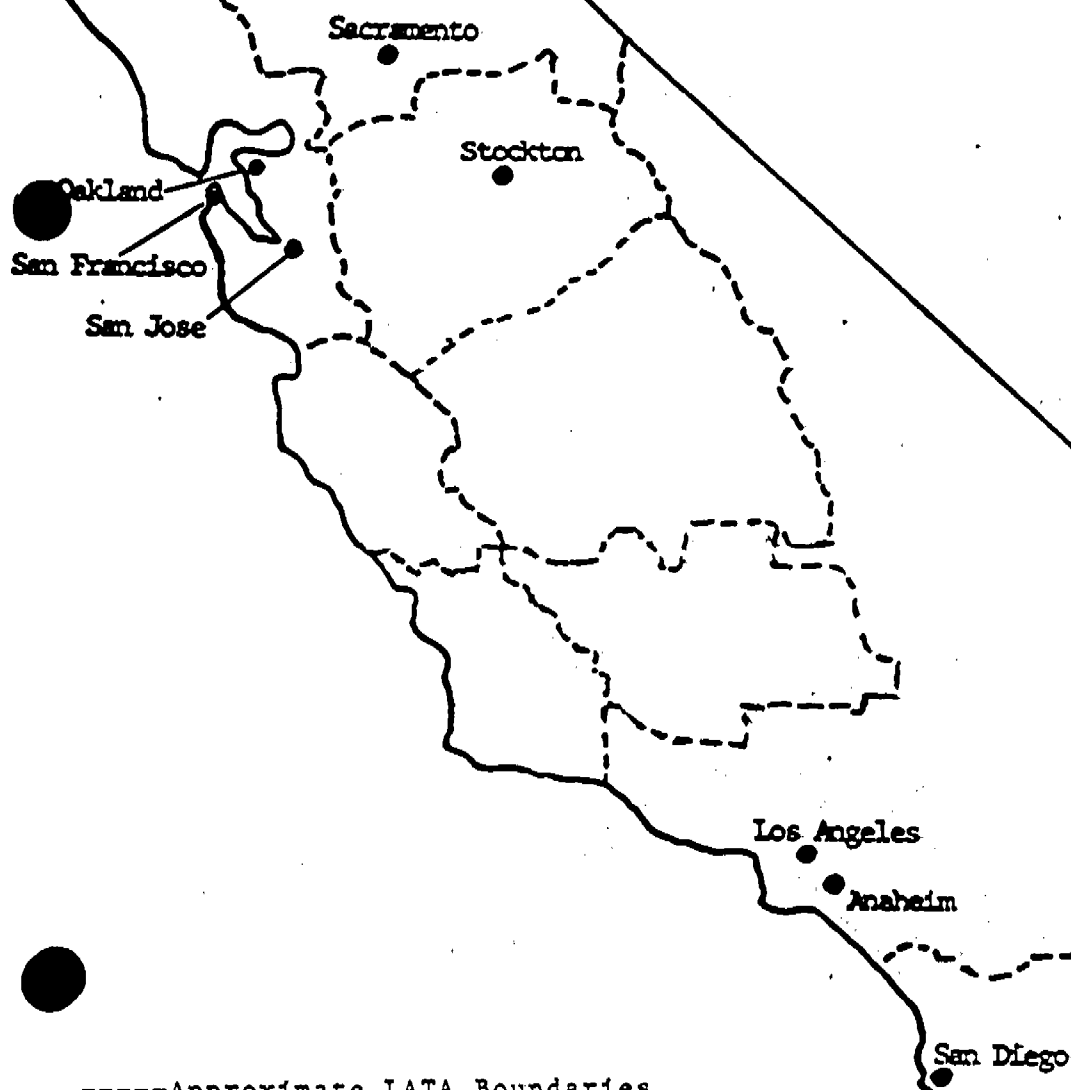 Sacramento
Stockton
Oakland
San Francisco
San Jose
Los Angeles
Anaheim
San Diego
-----Approximate LATA Boundaries